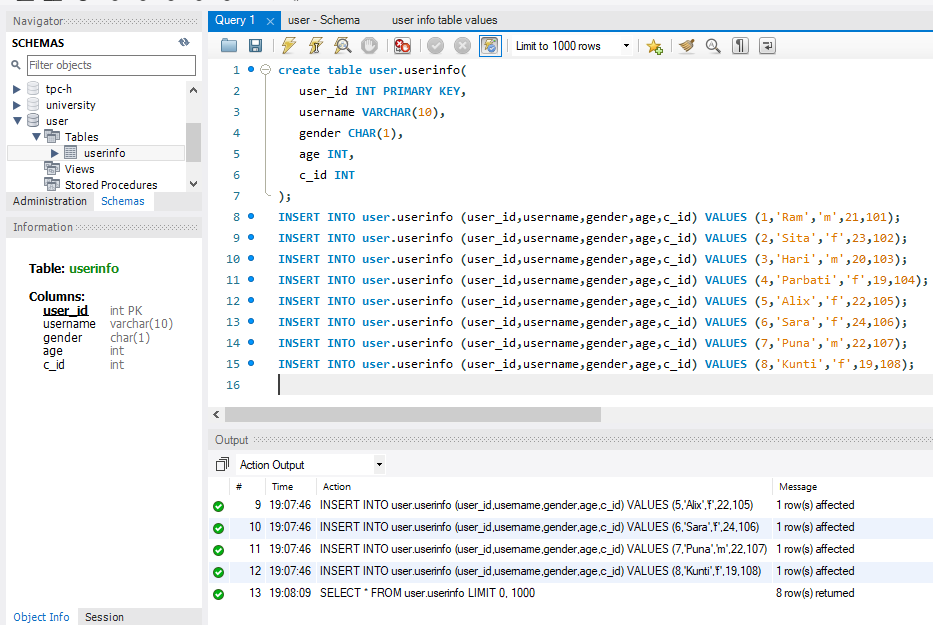 Navigator
SCHEMAS
Filter objects
tpc-h
university
user
Tables
userinfo
Views
Stored Procedures
Administration Schemas
Information
Table: userinfo
Columns:
user_id int PK
username varchar(10)
gender char(1)
age int
c_id int
Object Info Session
Query 1 × user - Schema user info table values
Limit to 1000 rows
1 create table user.userinfo(
2 user_id INT PRIMARY KEY,
3 username VARCHAR(10),
4 gender CHAR(1),
5 age INT,
6 c_id INT
7 );
8 INSERT INTO user.userinfo (user_id,username,gender,age,c_id) VALUES (1,'Ram','m',21,101);
9 INSERT INTO user.userinfo (user_id,username,gender,age,c_id) VALUES (2,'Sita','f',23,102);
10 INSERT INTO user.userinfo (user_id,username,gender,age,c_id) VALUES (3,'Hari','m',20,103);
11 INSERT INTO user.userinfo (user_id,username,gender,age,c_id) VALUES (4,'Parbati','f',19,104);
12 INSERT INTO user.userinfo (user_id,username,gender,age,c_id) VALUES (5,'Alix','f',22,105);
13 INSERT INTO user.userinfo (user_id,username,gender,age,c_id) VALUES (6,'Sara','f',24,106);
14 INSERT INTO user.userinfo (user_id,username,gender,age,c_id) VALUES (7,'Puna','m',22,107);
15 INSERT INTO user.userinfo (user_id,username,gender,age,c_id) VALUES (8,'Kunti','f',19,108);
16
Output
Action Output
# Time Action Message
9 19:07:46 INSERT INTO user.userinfo (user_id,username,gender,age,c_id) VALUES (5,'Alix','f',22,105) 1 row(s) affected
10 19:07:46 INSERT INTO user.userinfo (user_id,username,gender,age,c_id) VALUES (6,'Sara','f',24,106) 1 row(s) affected
11 19:07:46 INSERT INTO user.userinfo (user_id,username,gender,age,c_id) VALUES (7,'Puna','m',22,107) 1 row(s) affected
12 19:07:46 INSERT INTO user.userinfo (user_id,username,gender,age,c_id) VALUES (8,'Kunti','f',19,108) 1 row(s) affected
13 19:08:09 SELECT * FROM user.userinfo LIMIT 0, 1000 8 row(s) returned